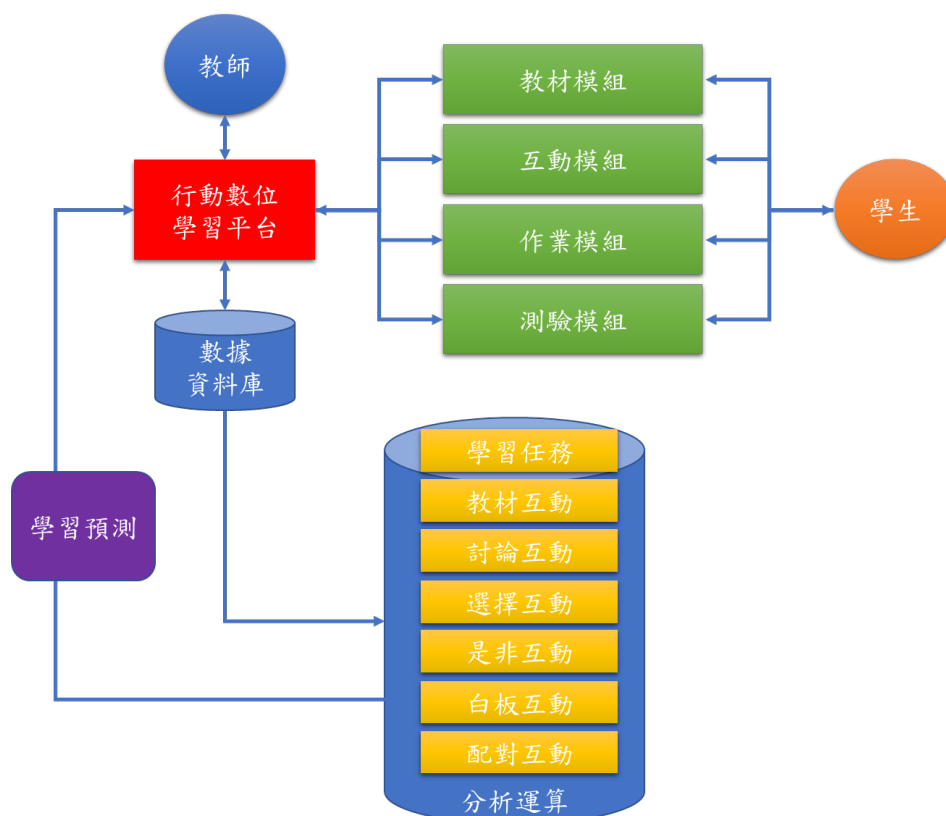 教師
行動數位
學習平台
數據
資料庫
教材模組
互動模組
作業模組
測驗模組
學生
學習預測
學習任務
教材互動
討論互動
選擇互動
是非互動
白板互動
配對互動
分析運算